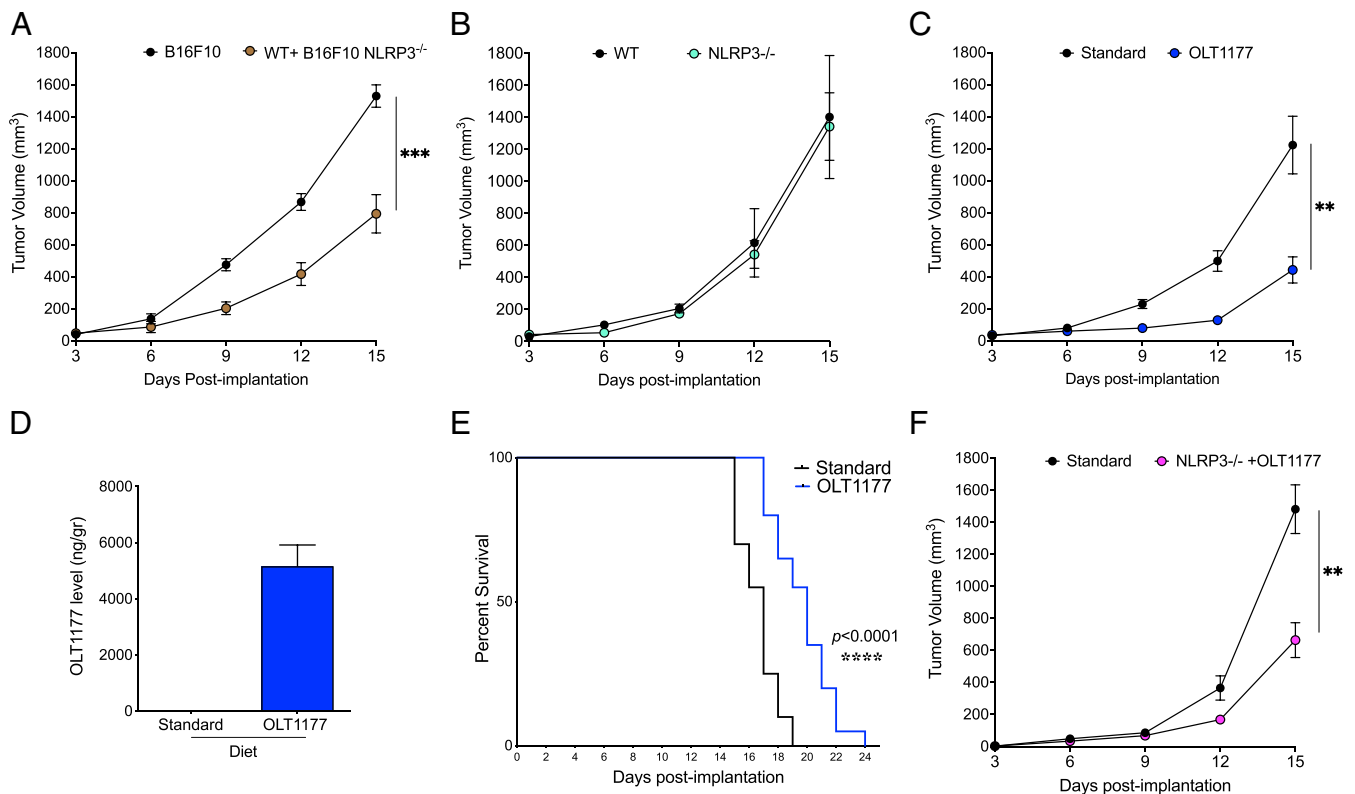 A
B16F10 WT+ B16F10 NLRP3-/-
1800
1600
1400
1200
1000
800
600
400
200
0
Tumor Volume (mm3)
***
3 6 9 12 15
Days Post-implantation
B
WT NLRP3-/-
1800
1600
1400
1200
1000
800
600
400
200
0
Tumor Volume (mm3)
3 6 9 12 15
Days post-implantation
C
Standard OLT1177
1800
1600
1400
1200
1000
800
600
400
200
0
Tumor Volume (mm3)
**
3 6 9 12 15
Days post-implantation
D
8000
6000
4000
2000
0
OLT1177 level (ng/gr)
Standard OLT1177
Diet
E
Standard
OLT1177
100
50
0
Percent Survival
p<0.0001
****
0 2 4 6 8 10 12 14 16 18 20 22 24
Days post-implantation
F
Standard NLRP3-/- +OLT1177
1800
1600
1400
1200
1000
800
600
400
200
0
Tumor Volume (mm3)
**
3 6 9 12 15
Days post-implantation